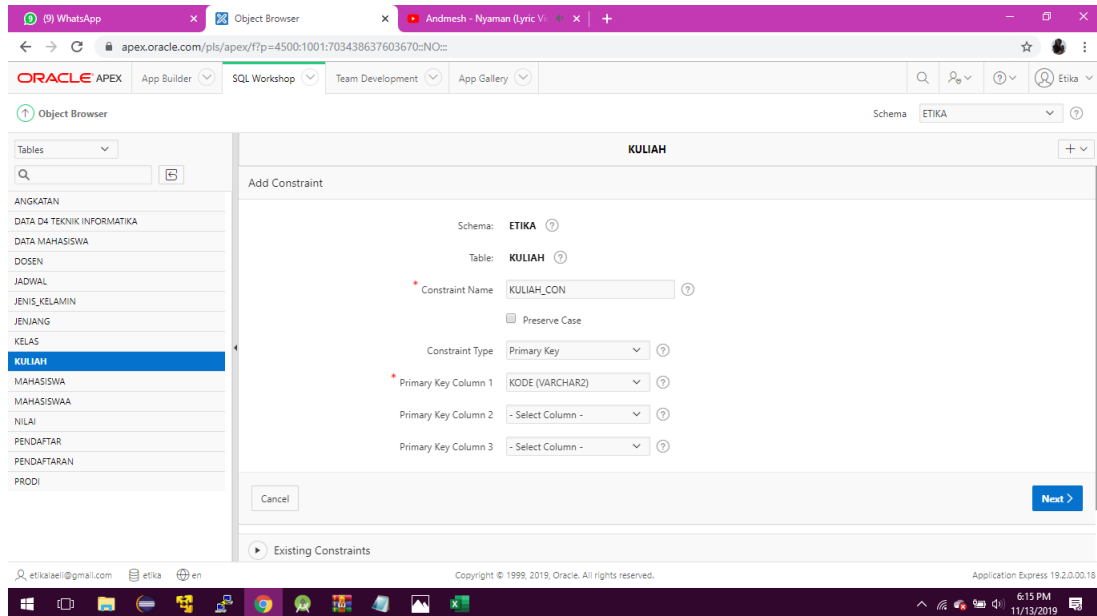 (9) WhatsApp
Object Browser
Andmesh - Nyaman (Lyric Vi
apex.oracle.com/pls/apex/f?p=4500:1001:703438637603670::NO:::
ORACLE APEX App Builder SQL Workshop Team Development App Gallery Etika
Object Browser
Schema ETIKA
Tables
KULIAH
Add Constraint
ANGKATAN
DATA D4 TEKNIK INFORMATIKA
DATA MAHASISWA
DOSEN
JADWAL
JENIS_KELAMIN
JENJANG
KELAS
KULIAH
MAHASISWA
MAHASISWAA
NILAI
PENDAFTAR
PENDAFTARAN
PRODI
Schema: ETIKA
Table: KULIAH
* Constraint Name KULIAH_CON
Preserve Case
Constraint Type Primary Key
* Primary Key Column 1 KODE (VARCHAR2)
Primary Key Column 2 - Select Column -
Primary Key Column 3 - Select Column -
Cancel
Next >
Existing Constraints
etikalaeli@gmail.com etika en
Copyright © 1999, 2019, Oracle. All rights reserved.
Application Express 19.2.0.00.18
6:15 PM
11/13/2019